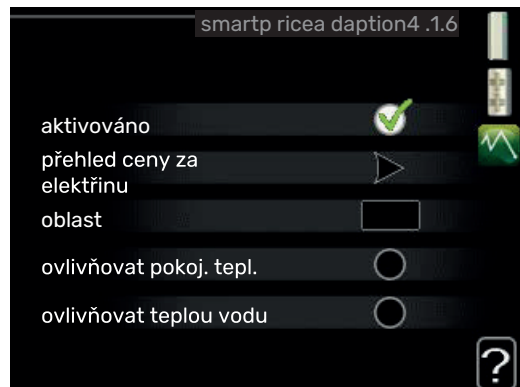 smartp ricea daption4 .1.6
aktivováno
přehled ceny za
elektřinu
oblast
ovlivňovat pokoj. tepl.
ovlivňovat teplou vodu
?